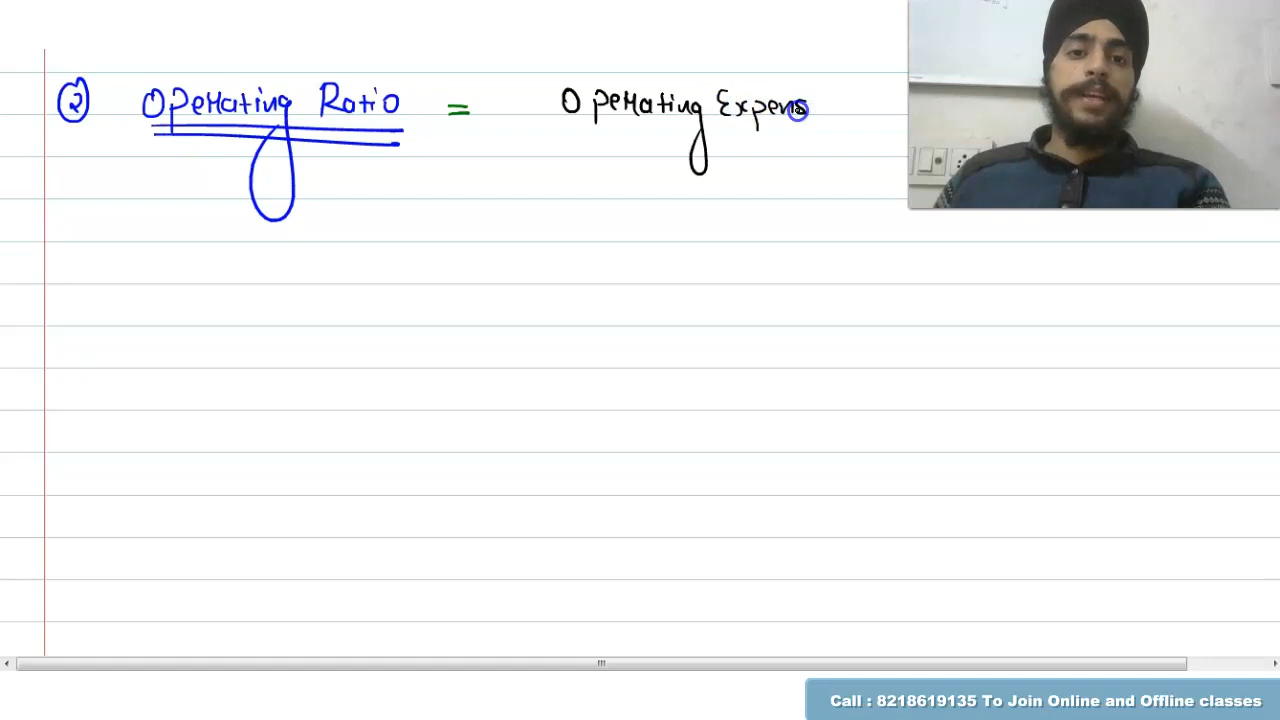 ② Operating Ratio = Operating Expens
Call : 8218619135 To Join Online and Offline classes